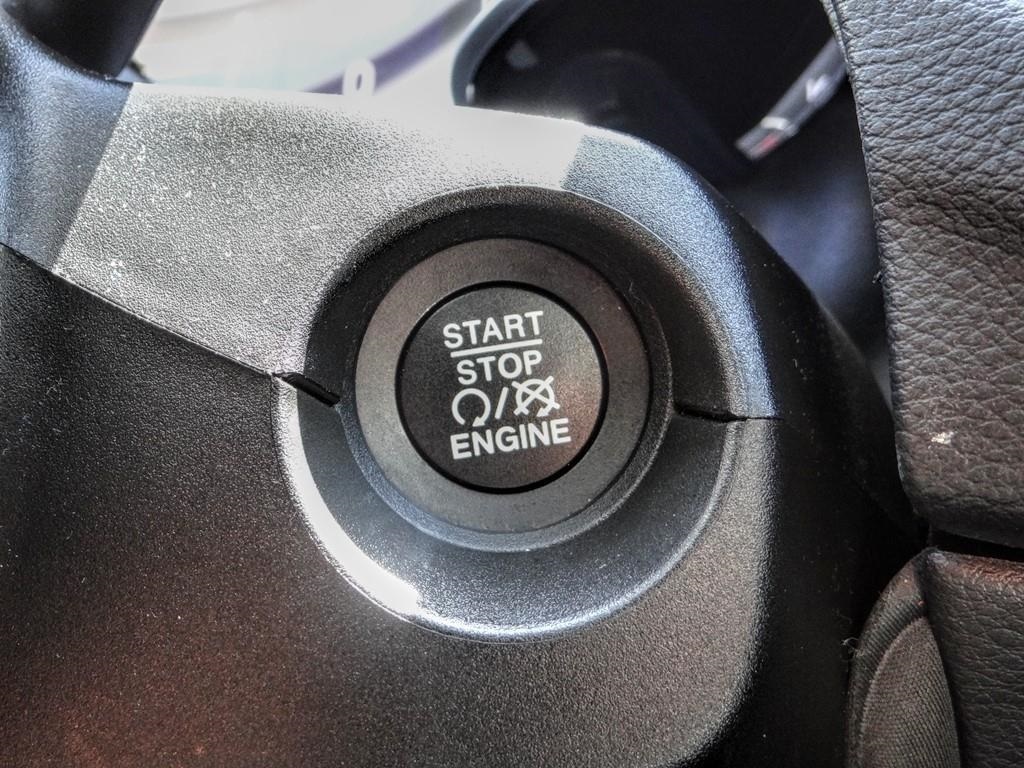 START
STOP
/
ENGINE